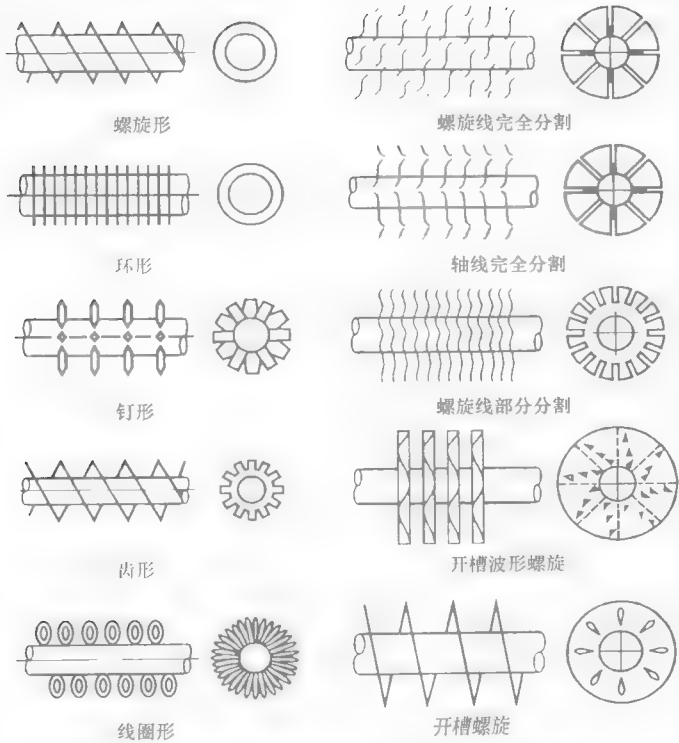 螺旋形
螺旋线完全分割
环形
轴线完全分割
钉形
螺旋线部分分割
齿形
开槽波形螺旋
线圈形
开槽螺旋